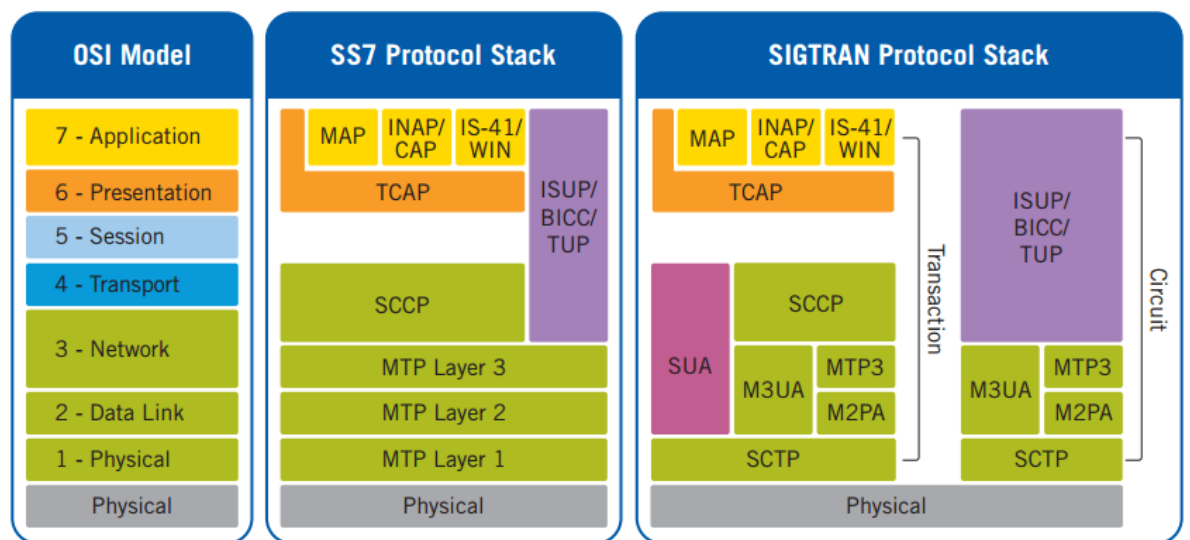 OSI Model
7 - Application
6 - Presentation
5 - Session
4 - Transport
3 - Network
2 - Data Link
1 - Physical
Physical
SS7 Protocol Stack
MAP
INAP/
CAP
IS-41/
WIN
TCAP
ISUP/
BICC/
TUP
SCCP
MTP Layer 3
MTP Layer 2
MTP Layer 1
Physical
SIGTRAN Protocol Stack
MAP
INAP/
CAP
IS-41/
WIN
TCAP
SUA
SCCP
M3UA
MTP3
M2PA
SCTP
Transaction
ISUP/
BICC/
TUP
M3UA
MTP3
M2PA
SCTP
Circuit
Physical